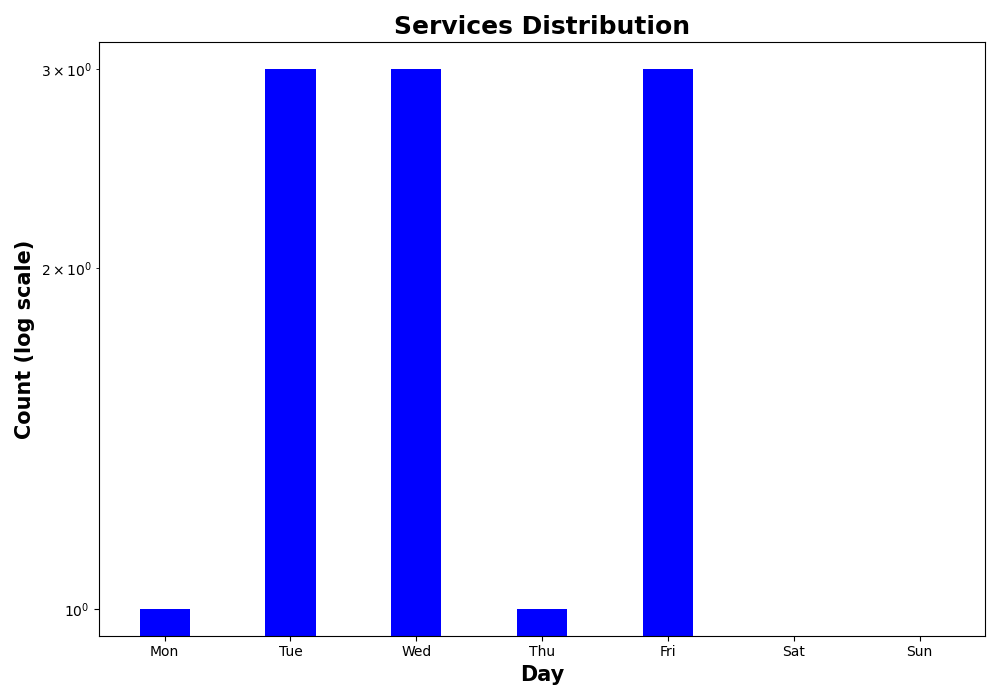 Services Distribution
3 × 10⁰
2 × 10⁰
10⁰
Count (log scale)
Mon Tue Wed Thu Fri Sat Sun
Day